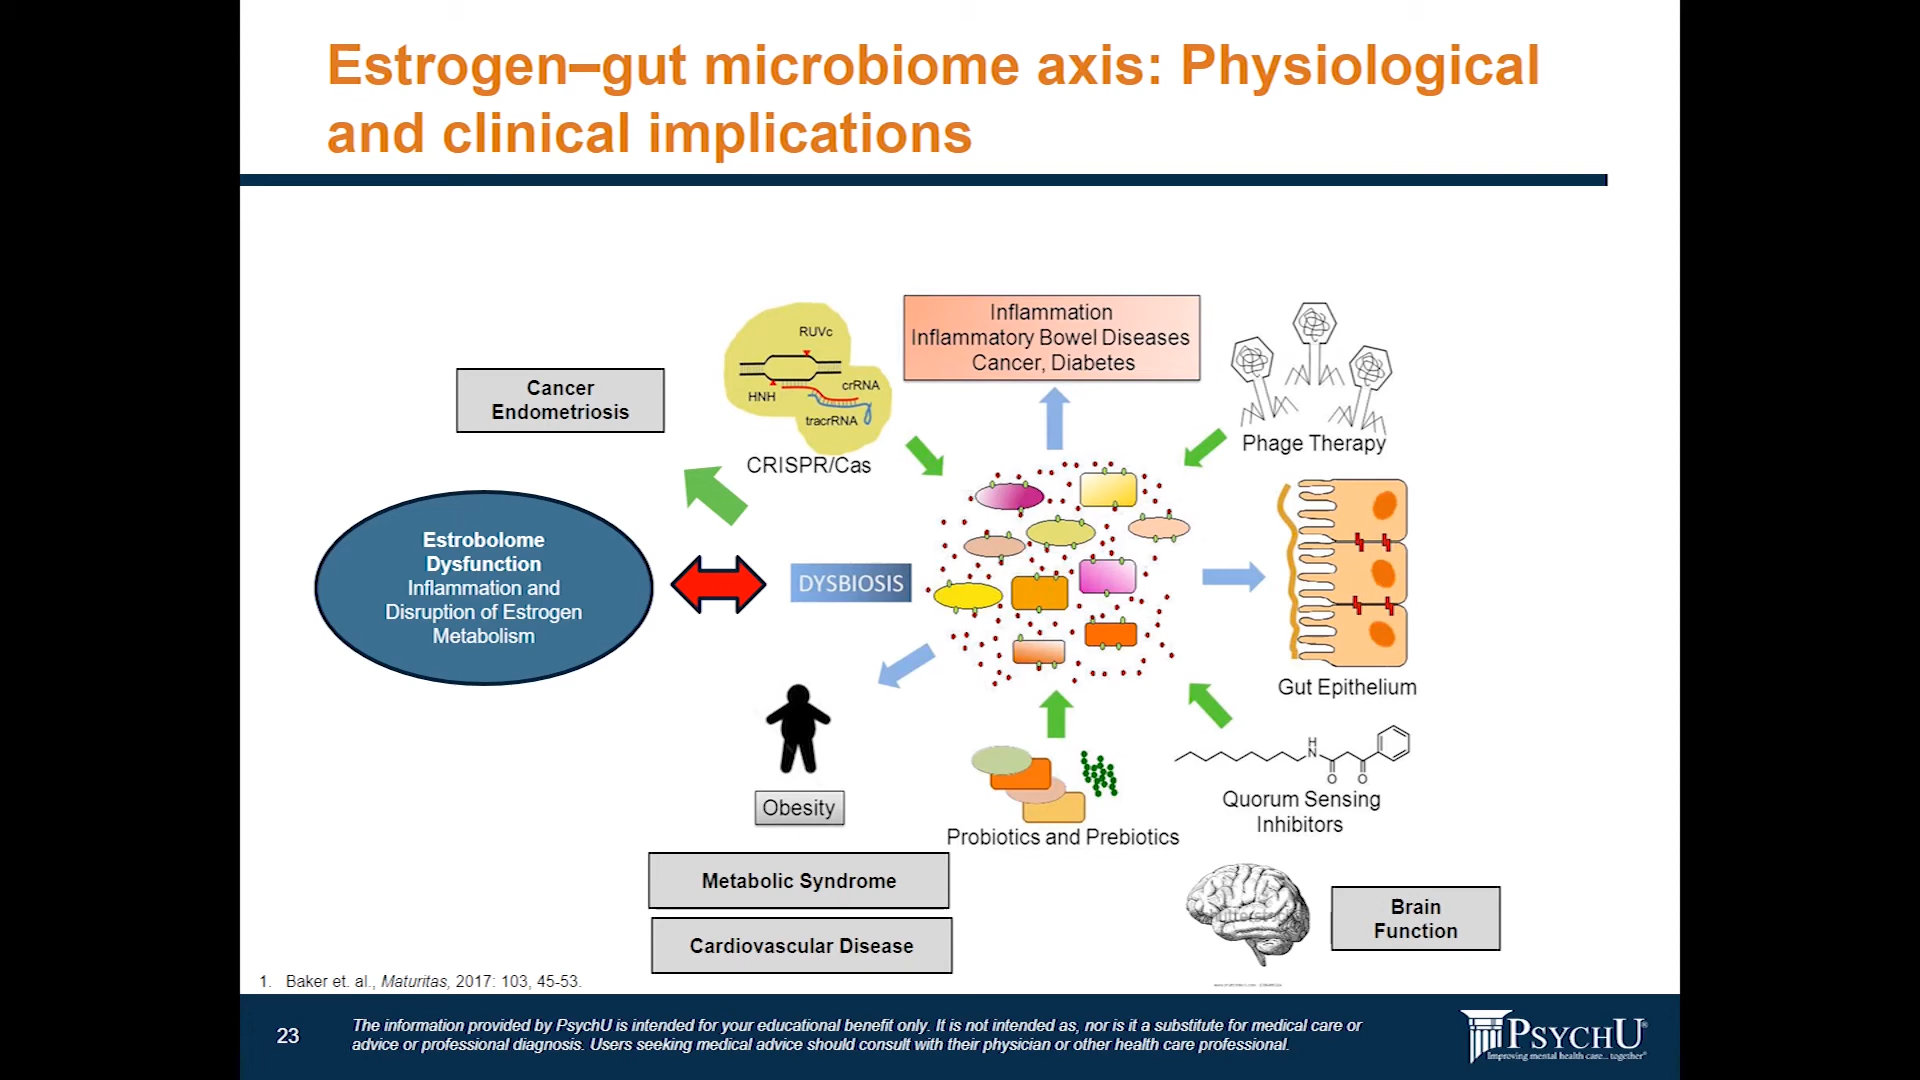 Estrogen–gut microbiome axis: Physiological
and clinical implications
Inflammation
Inflammatory Bowel Diseases
Cancer, Diabetes
RUVc
crRNA
HNH
tracrRNA
CRISPR/Cas
Cancer
Endometriosis
Phage Therapy
Estrobolome
Dysfunction
Inflammation and
Disruption of Estrogen
Metabolism
DYSBIOSIS
Gut Epithelium
Obesity
Probiotics and Prebiotics
H
N
O
O
Quorum Sensing
Inhibitors
Metabolic Syndrome
Cardiovascular Disease
Brain
Function
1. Baker et. al., Maturitas, 2017: 103, 45-53.
23
The information provided by PsychU is intended for your educational benefit only. It is not intended as, nor is it a substitute for medical care or
advice or professional diagnosis. Users seeking medical advice should consult with their physician or other health care professional.
PSYCHU®
Improving mental health care... together®